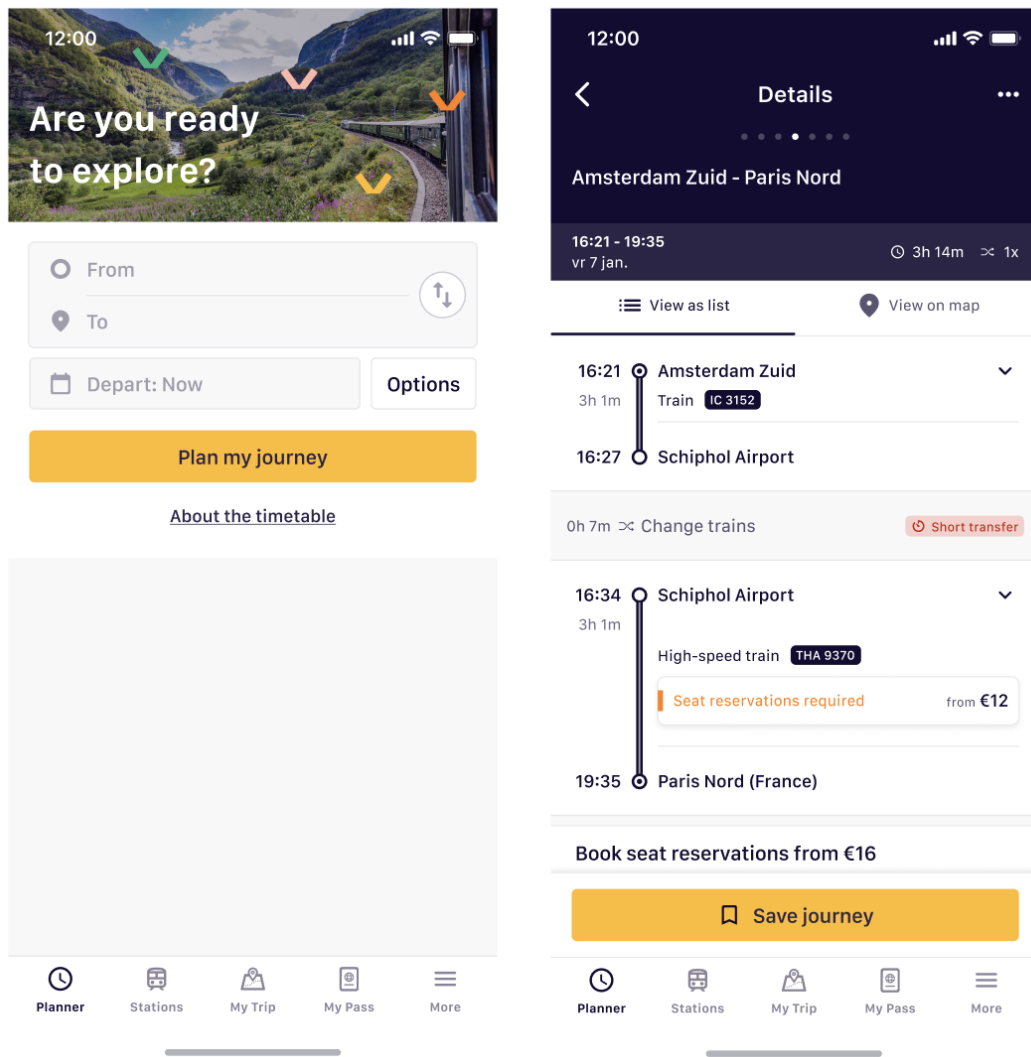 12:00
Are you ready
to explore?
From
To
Depart: Now
Options
Plan my journey
About the timetable
Planner
Stations
My Trip
My Pass
More
12:00
Details
Amsterdam Zuid - Paris Nord
16:21 - 19:35
vr 7 jan.
3h 14m
1x
View as list
View on map
16:21 Amsterdam Zuid
3h 1m Train IC 3152
16:27 Schiphol Airport
0h 7m Change trains Short transfer
16:34 Schiphol Airport
3h 1m
High-speed train THA 9370
Seat reservations required from €12
19:35 Paris Nord (France)
Book seat reservations from €16
Save journey
Planner
Stations
My Trip
My Pass
More